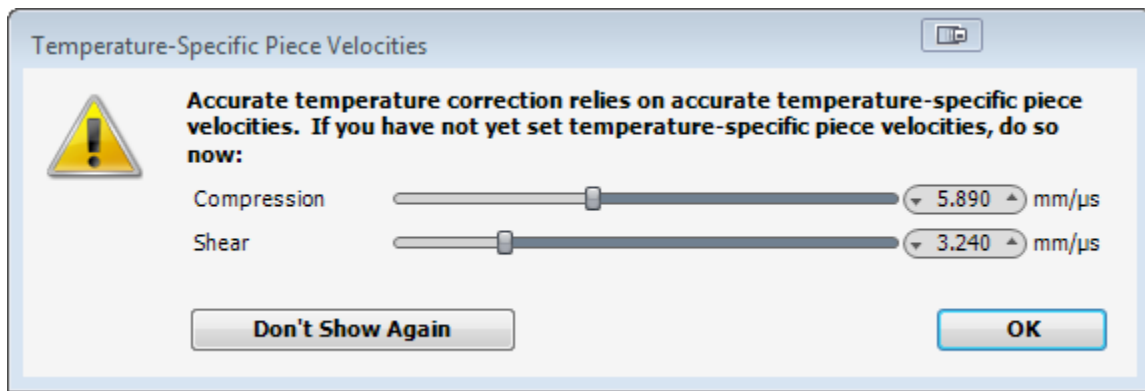 Temperature-Specific Piece Velocities
Accurate temperature correction relies on accurate temperature-specific piece
velocities.  If you have not yet set temperature-specific piece velocities, do so
now:
Compression 5.890 mm/µs
Shear 3.240 mm/µs
Don't Show Again OK